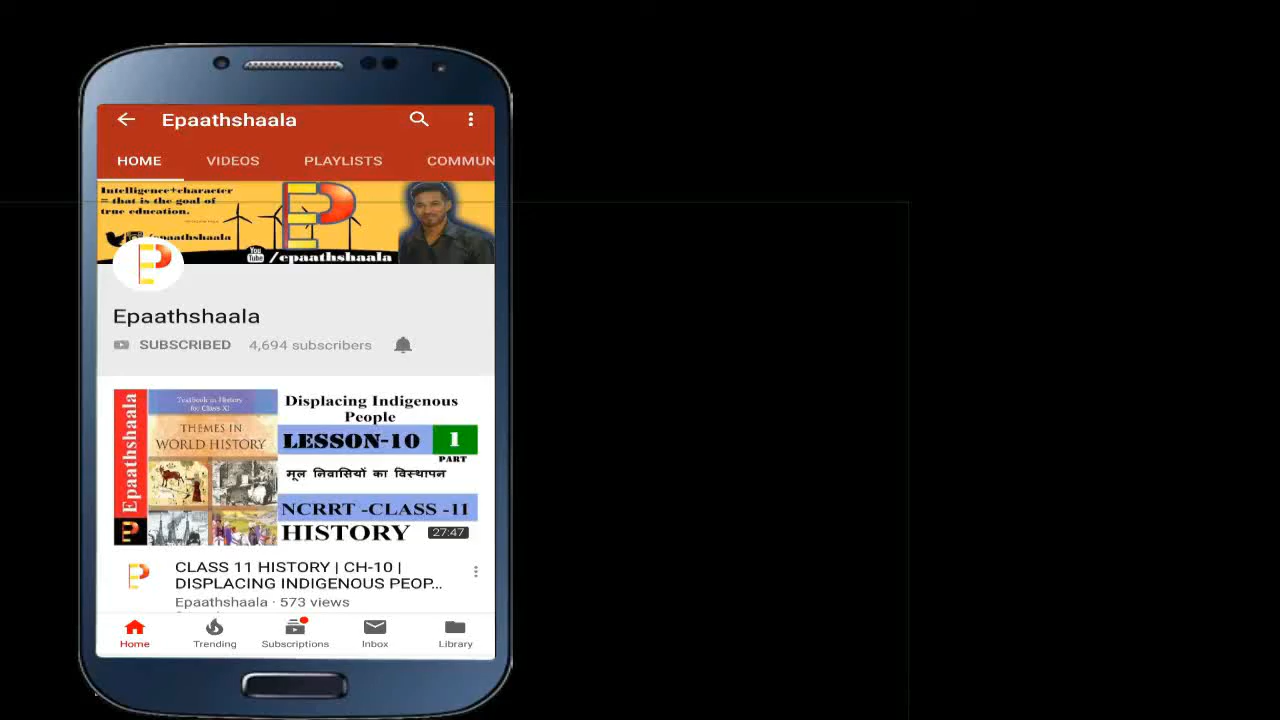 Epaathshaala
HOME VIDEOS PLAYLISTS COMMUN
Intelligence+character
= that is the goal of
true education.
/epaathshaala
You
Tube /epaathshaala
EP
Epaathshaala
SUBSCRIBED 4,694 subscribers
Epaathshaala
Textbook in History
for Class XI
THEMES IN
WORLD HISTORY
Displacing Indigenous
People
LESSON-10 1
PART
मूल निवासियों का विस्थापन
NCRRT -CLASS -11
HISTORY 27:47
CLASS 11 HISTORY | CH-10 |
DISPLACING INDIGENOUS PEOP...
Epaathshaala · 573 views
Home Trending Subscriptions Inbox Library